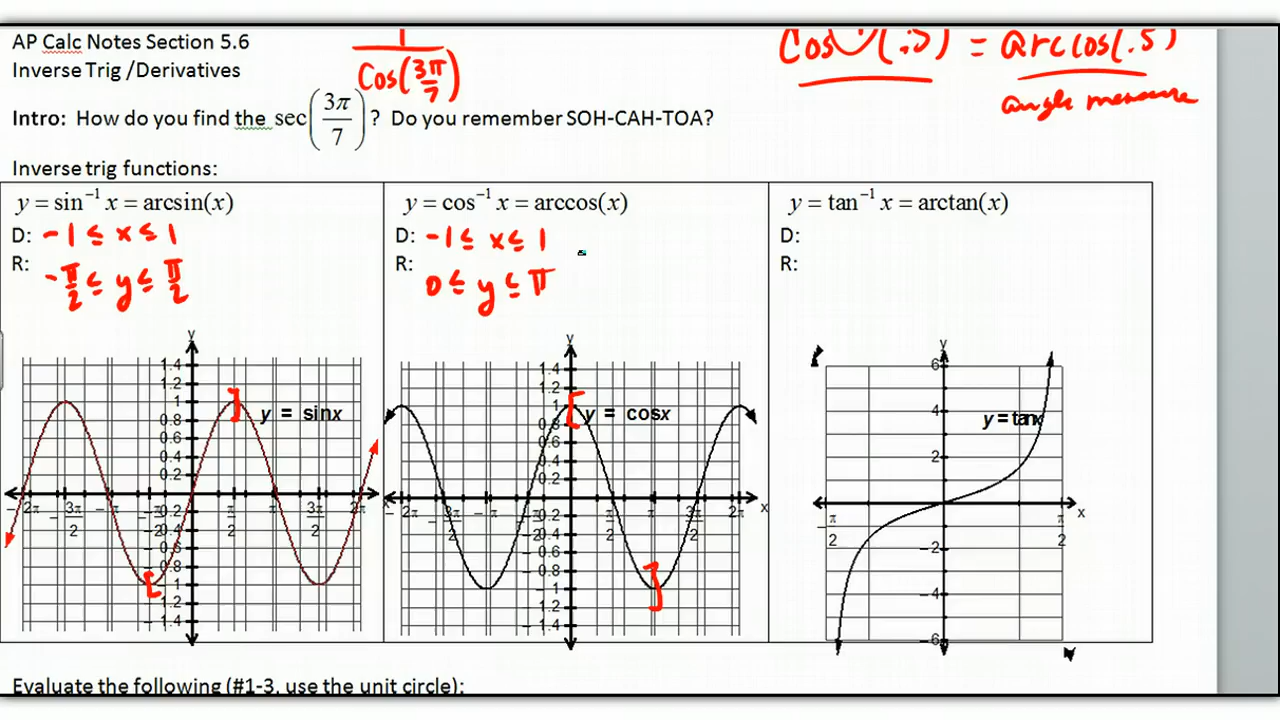 AP Calc Notes Section 5.6
Inverse Trig /Derivatives
1
Cos(3π/7)
= arccos(.5)
angle measure
Intro: How do you find the sec(3π/7)? Do you remember SOH-CAH-TOA?
Inverse trig functions:
y = sin⁻¹ x = arcsin(x)
D: -1 ≤ x ≤ 1
R: -π/2 ≤ y ≤ π/2
y = sinx
y = cos⁻¹ x = arccos(x)
D: -1 ≤ x ≤ 1
R: 0 ≤ y ≤ π
y = cosx
y = tan⁻¹ x = arctan(x)
D:
R:
y = tanx
Evaluate the following (#1-3, use the unit circle):